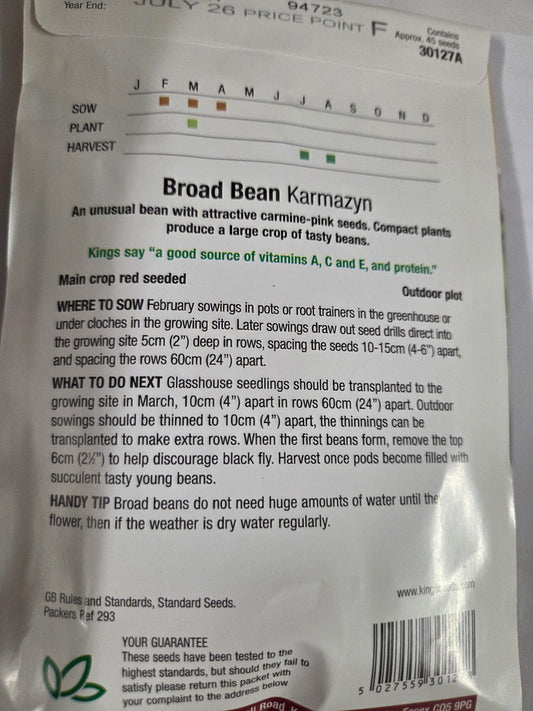 Year End: JULY 26 PRICE POINT F
94723
Contains
Approx. 45 seeds
30127A
J F M A M J J A S O N D
SOW
PLANT
HARVEST
Broad Bean Karmazyn
An unusual bean with attractive carmine-pink seeds. Compact plants
produce a large crop of tasty beans.
Kings say “a good source of vitamins A, C and E, and protein.”
Main crop red seeded
Outdoor plot
WHERE TO SOW February sowings in pots or root trainers in the greenhouse or
under cloches in the growing site. Later sowings draw out seed drills direct into
the growing site 5cm (2”) deep in rows, spacing the seeds 10-15cm (4-6”) apart,
and spacing the rows 60cm (24”) apart.
WHAT TO DO NEXT Glasshouse seedlings should be transplanted to the
growing site in March, 10cm (4”) apart in rows 60cm (24”) apart. Outdoor
sowings should be thinned to 10cm (4”) apart, the thinnings can be
transplanted to make extra rows. When the first beans form, remove the top
6cm (2½”) to help discourage black fly. Harvest once pods become filled with
succulent tasty young beans.
HANDY TIP Broad beans do not need huge amounts of water until the
flower, then if the weather is dry water regularly.
GB Rules and Standards, Standard Seeds.
Packers Ref 293
YOUR GUARANTEE
These seeds have been tested to the
highest standards, but should they fail to
satisfy please return this packet with
your complaint to the address below
Road
Essex CO5 9PG